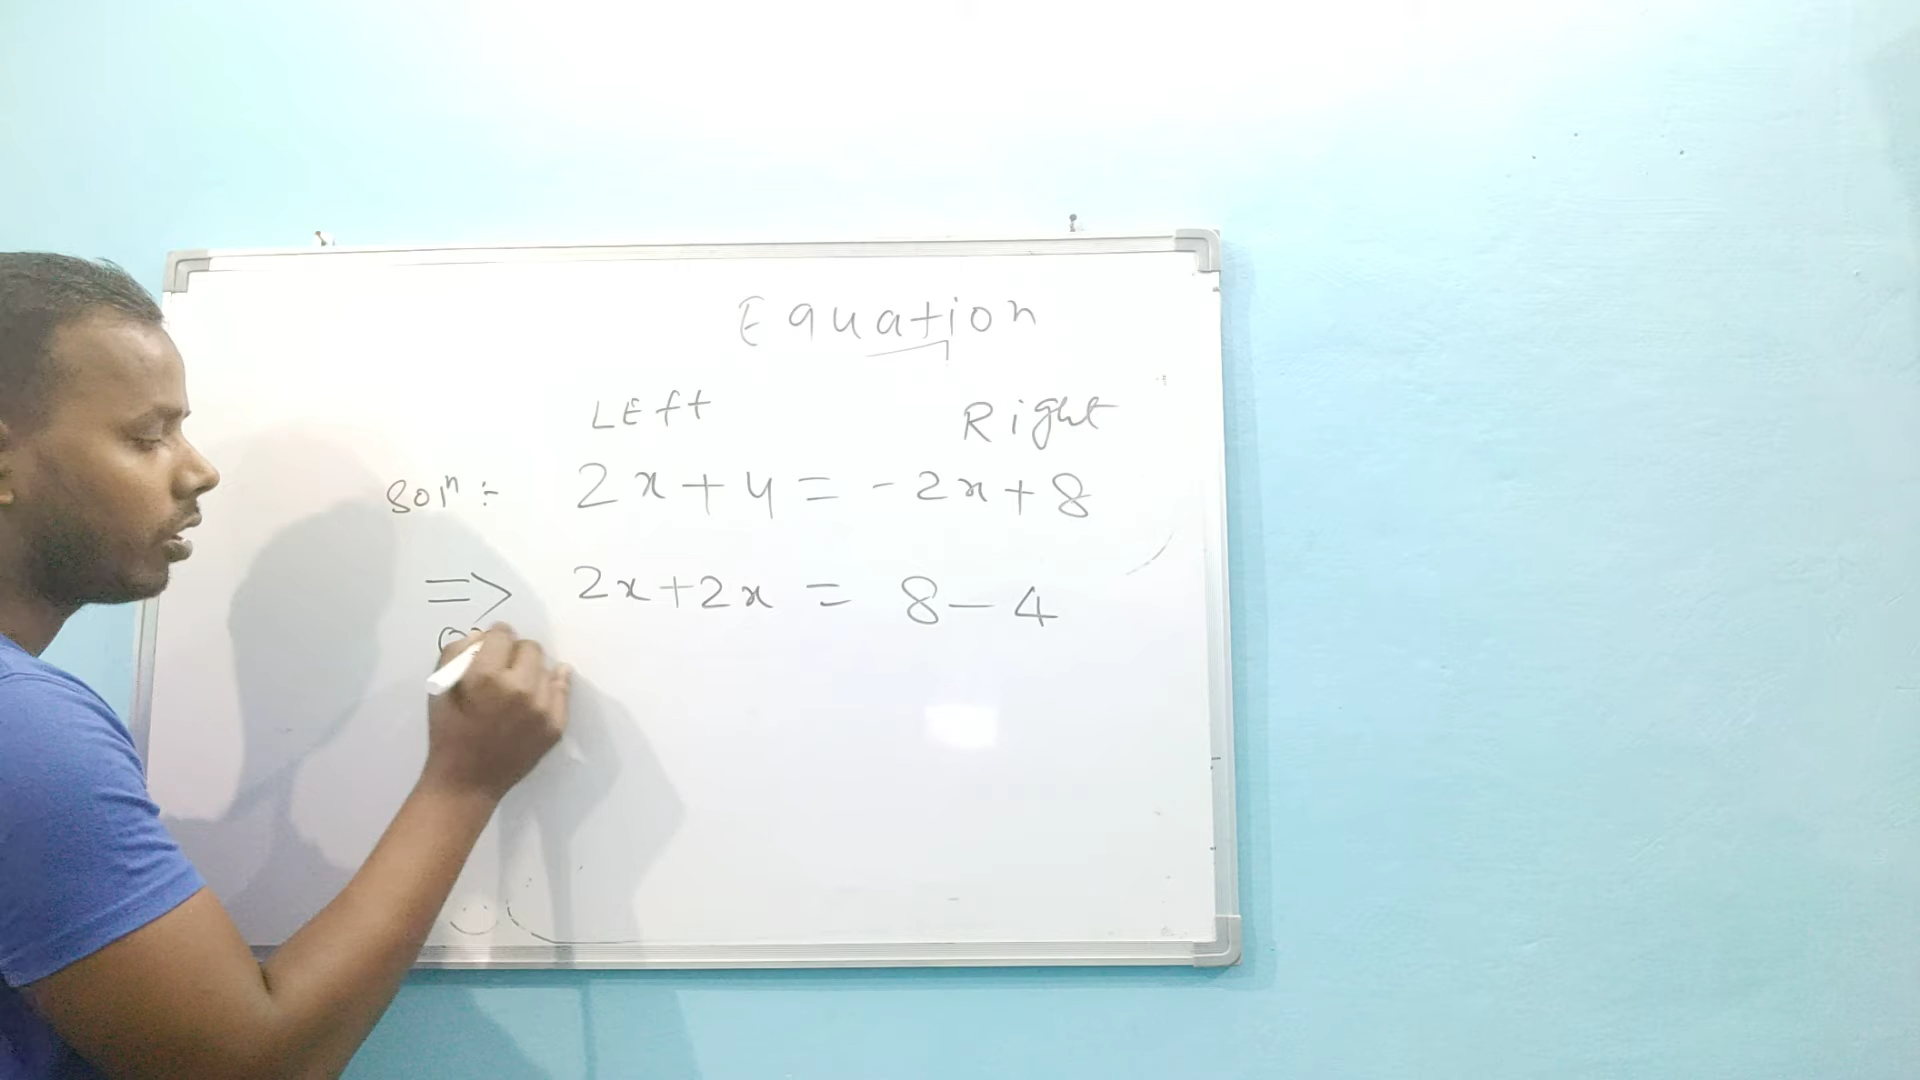 Equation
LEft Right
Soln :- 2x + 4 = - 2x + 8
=> 2x + 2x = 8 - 4